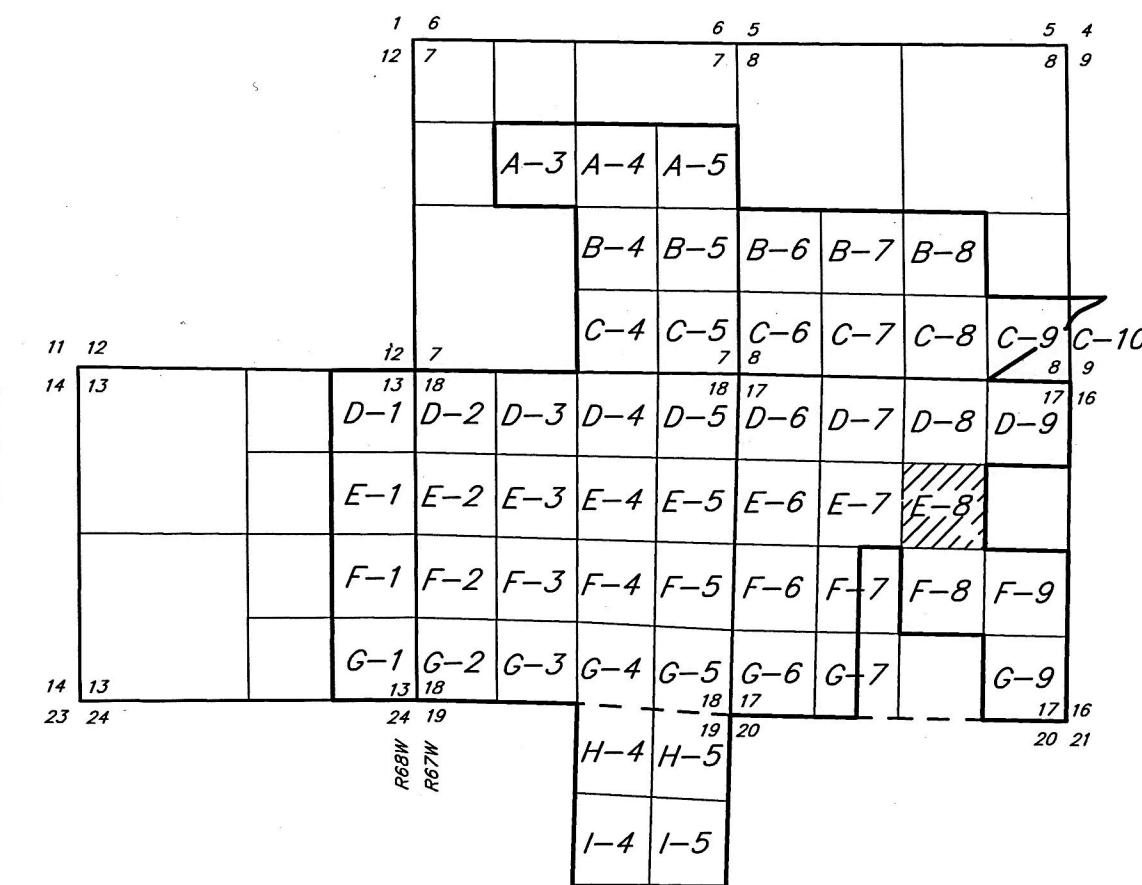 1 6 6 5 5 4
12 7 7 8 8 9
A-3 A-4 A-5
B-4 B-5 B-6 B-7 B-8
C-4 C-5 C-6 C-7 C-8 C-9 C-10
11 12 12 7 7 8 8 9
14 13 13 18 18 17 17 16
D-1 D-2 D-3 D-4 D-5 D-6 D-7 D-8 D-9
E-1 E-2 E-3 E-4 E-5 E-6 E-7 E-8
F-1 F-2 F-3 F-4 F-5 F-6 F-7 F-8 F-9
G-1 G-2 G-3 G-4 G-5 G-6 G-7 G-9
14 13 13 18 18 17 17 16
23 24 24 19 19 20 20 21
R68W R67W
H-4 H-5
I-4 I-5